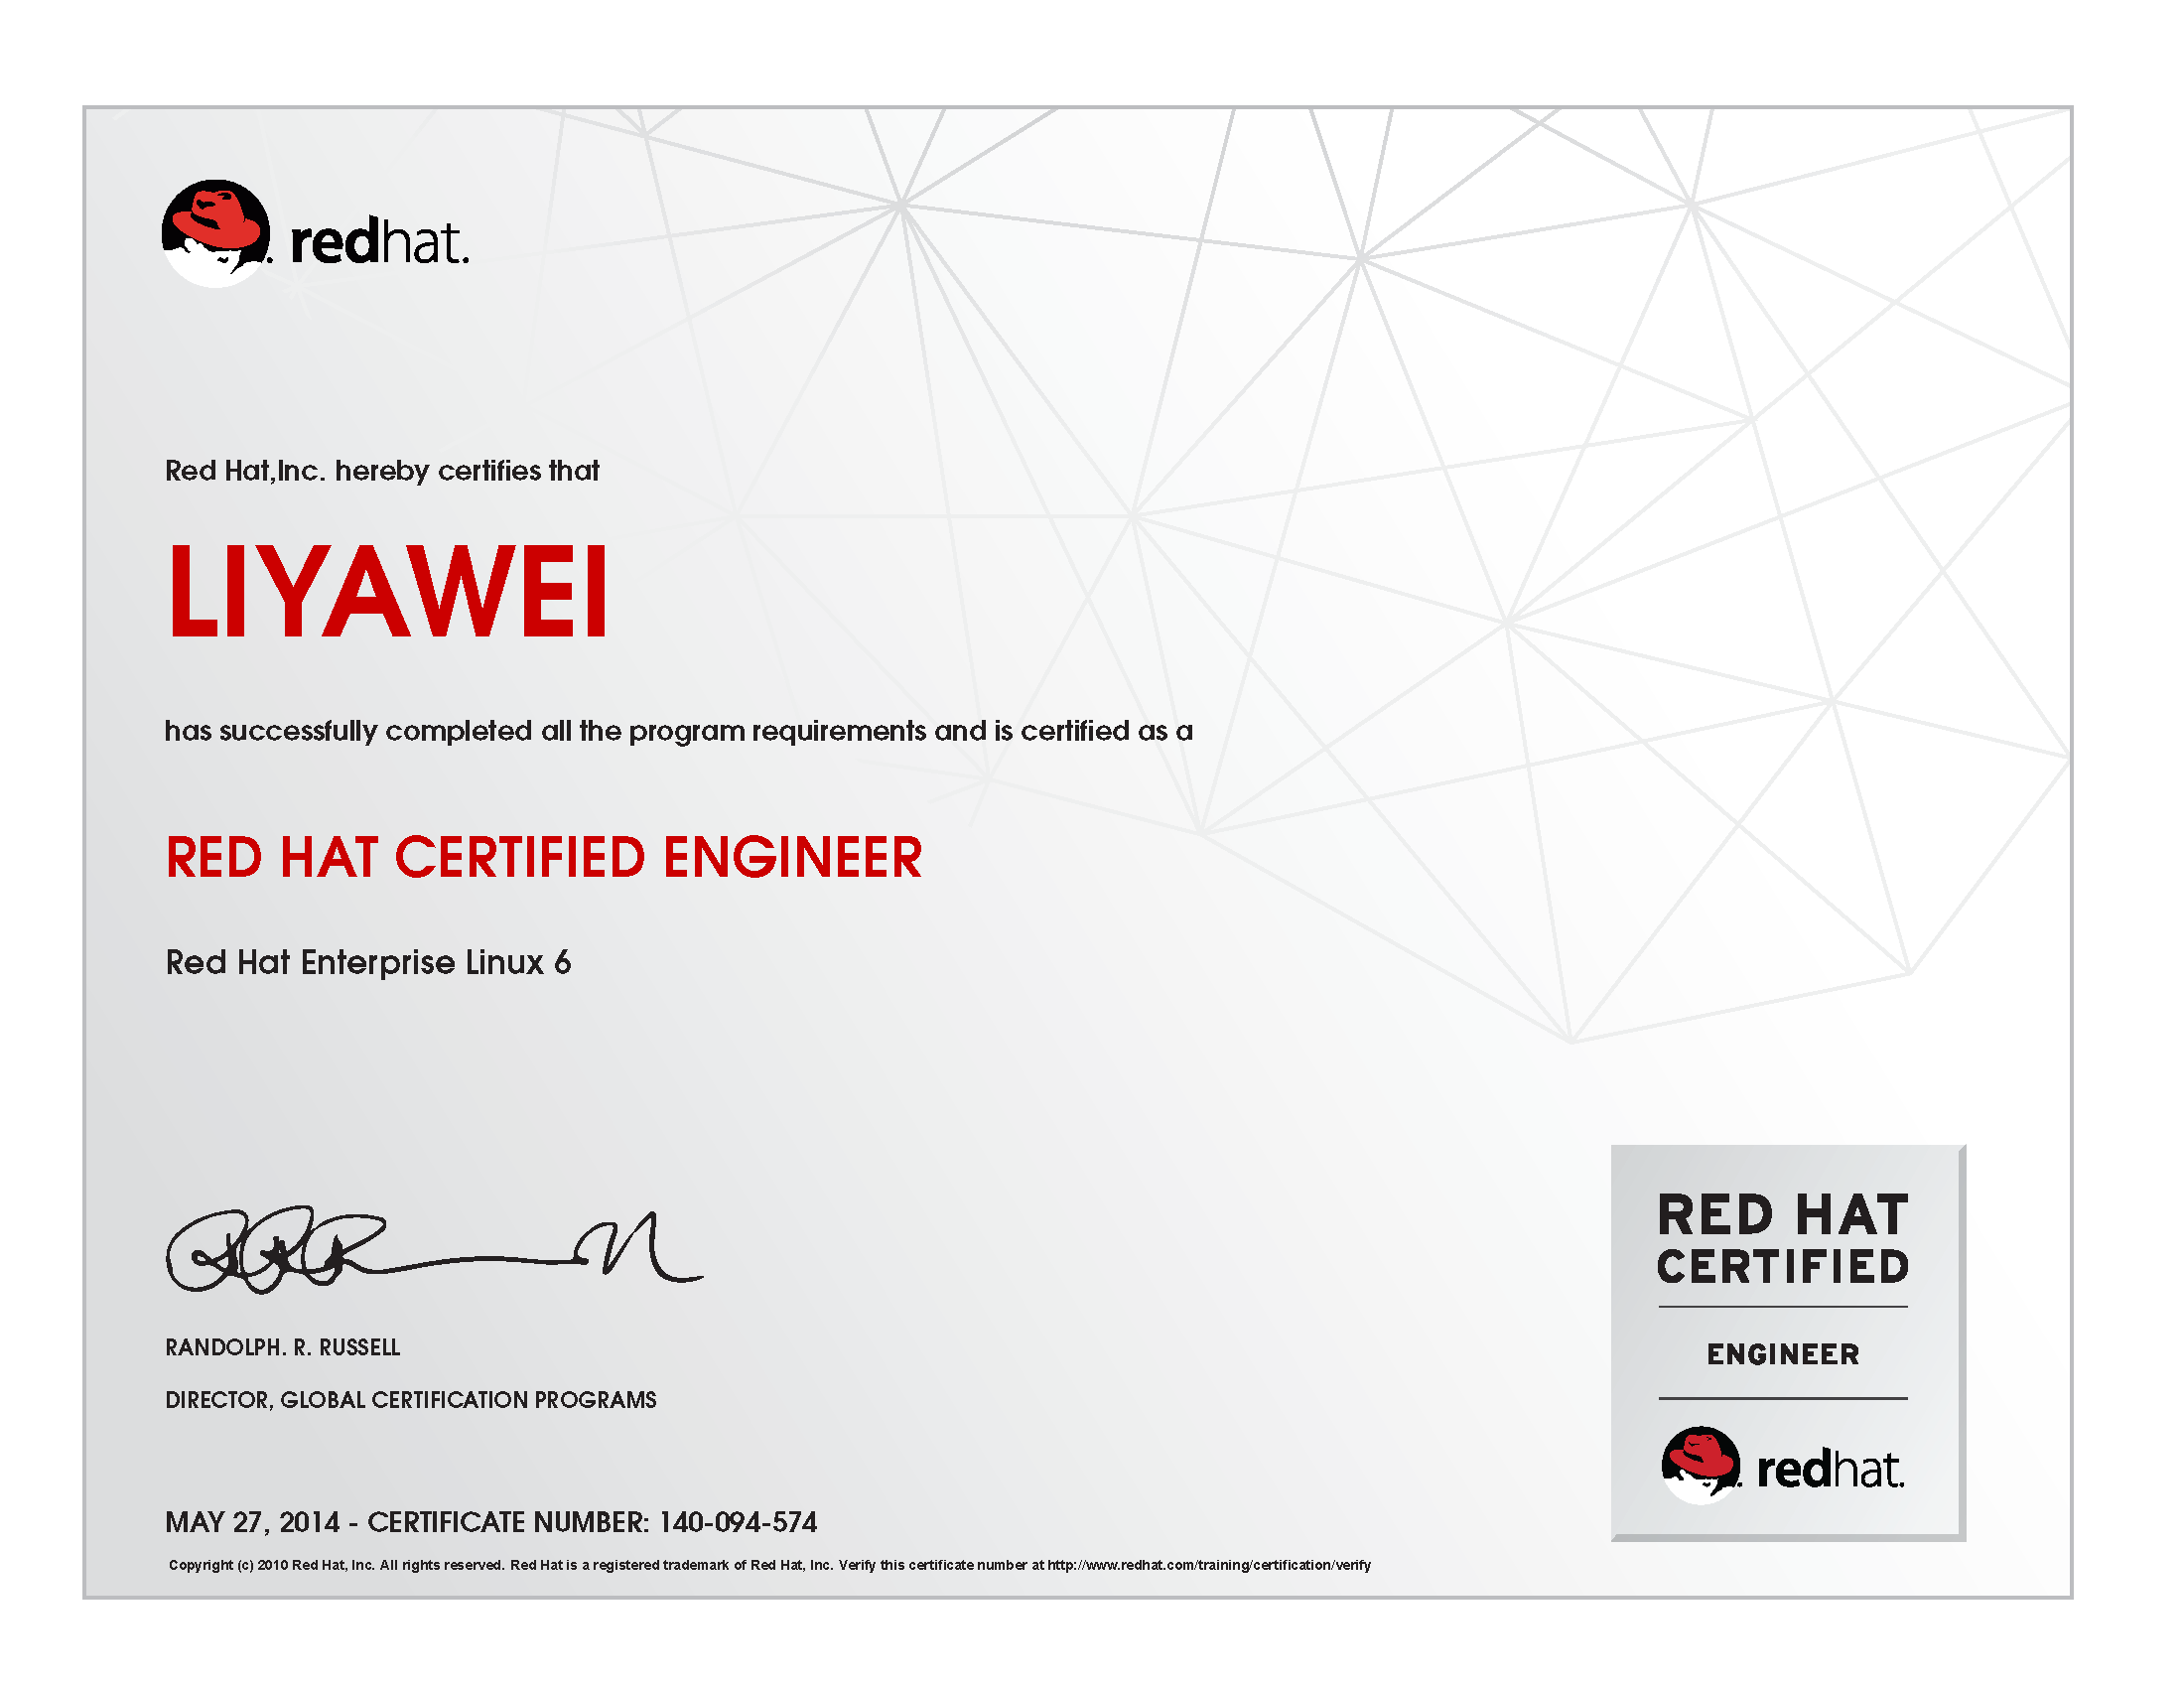 redhat.
Red Hat,Inc. hereby certifies that
LIYAWEI
has successfully completed all the program requirements and is certified as a
RED HAT CERTIFIED ENGINEER
Red Hat Enterprise Linux 6
RANDOLPH. R. RUSSELL
DIRECTOR, GLOBAL CERTIFICATION PROGRAMS
MAY 27, 2014 - CERTIFICATE NUMBER: 140-094-574
Copyright (c) 2010 Red Hat, Inc. All rights reserved. Red Hat is a registered trademark of Red Hat, Inc. Verify this certificate number at http://www.redhat.com/training/certification/verify
RED HAT
CERTIFIED
ENGINEER
redhat.